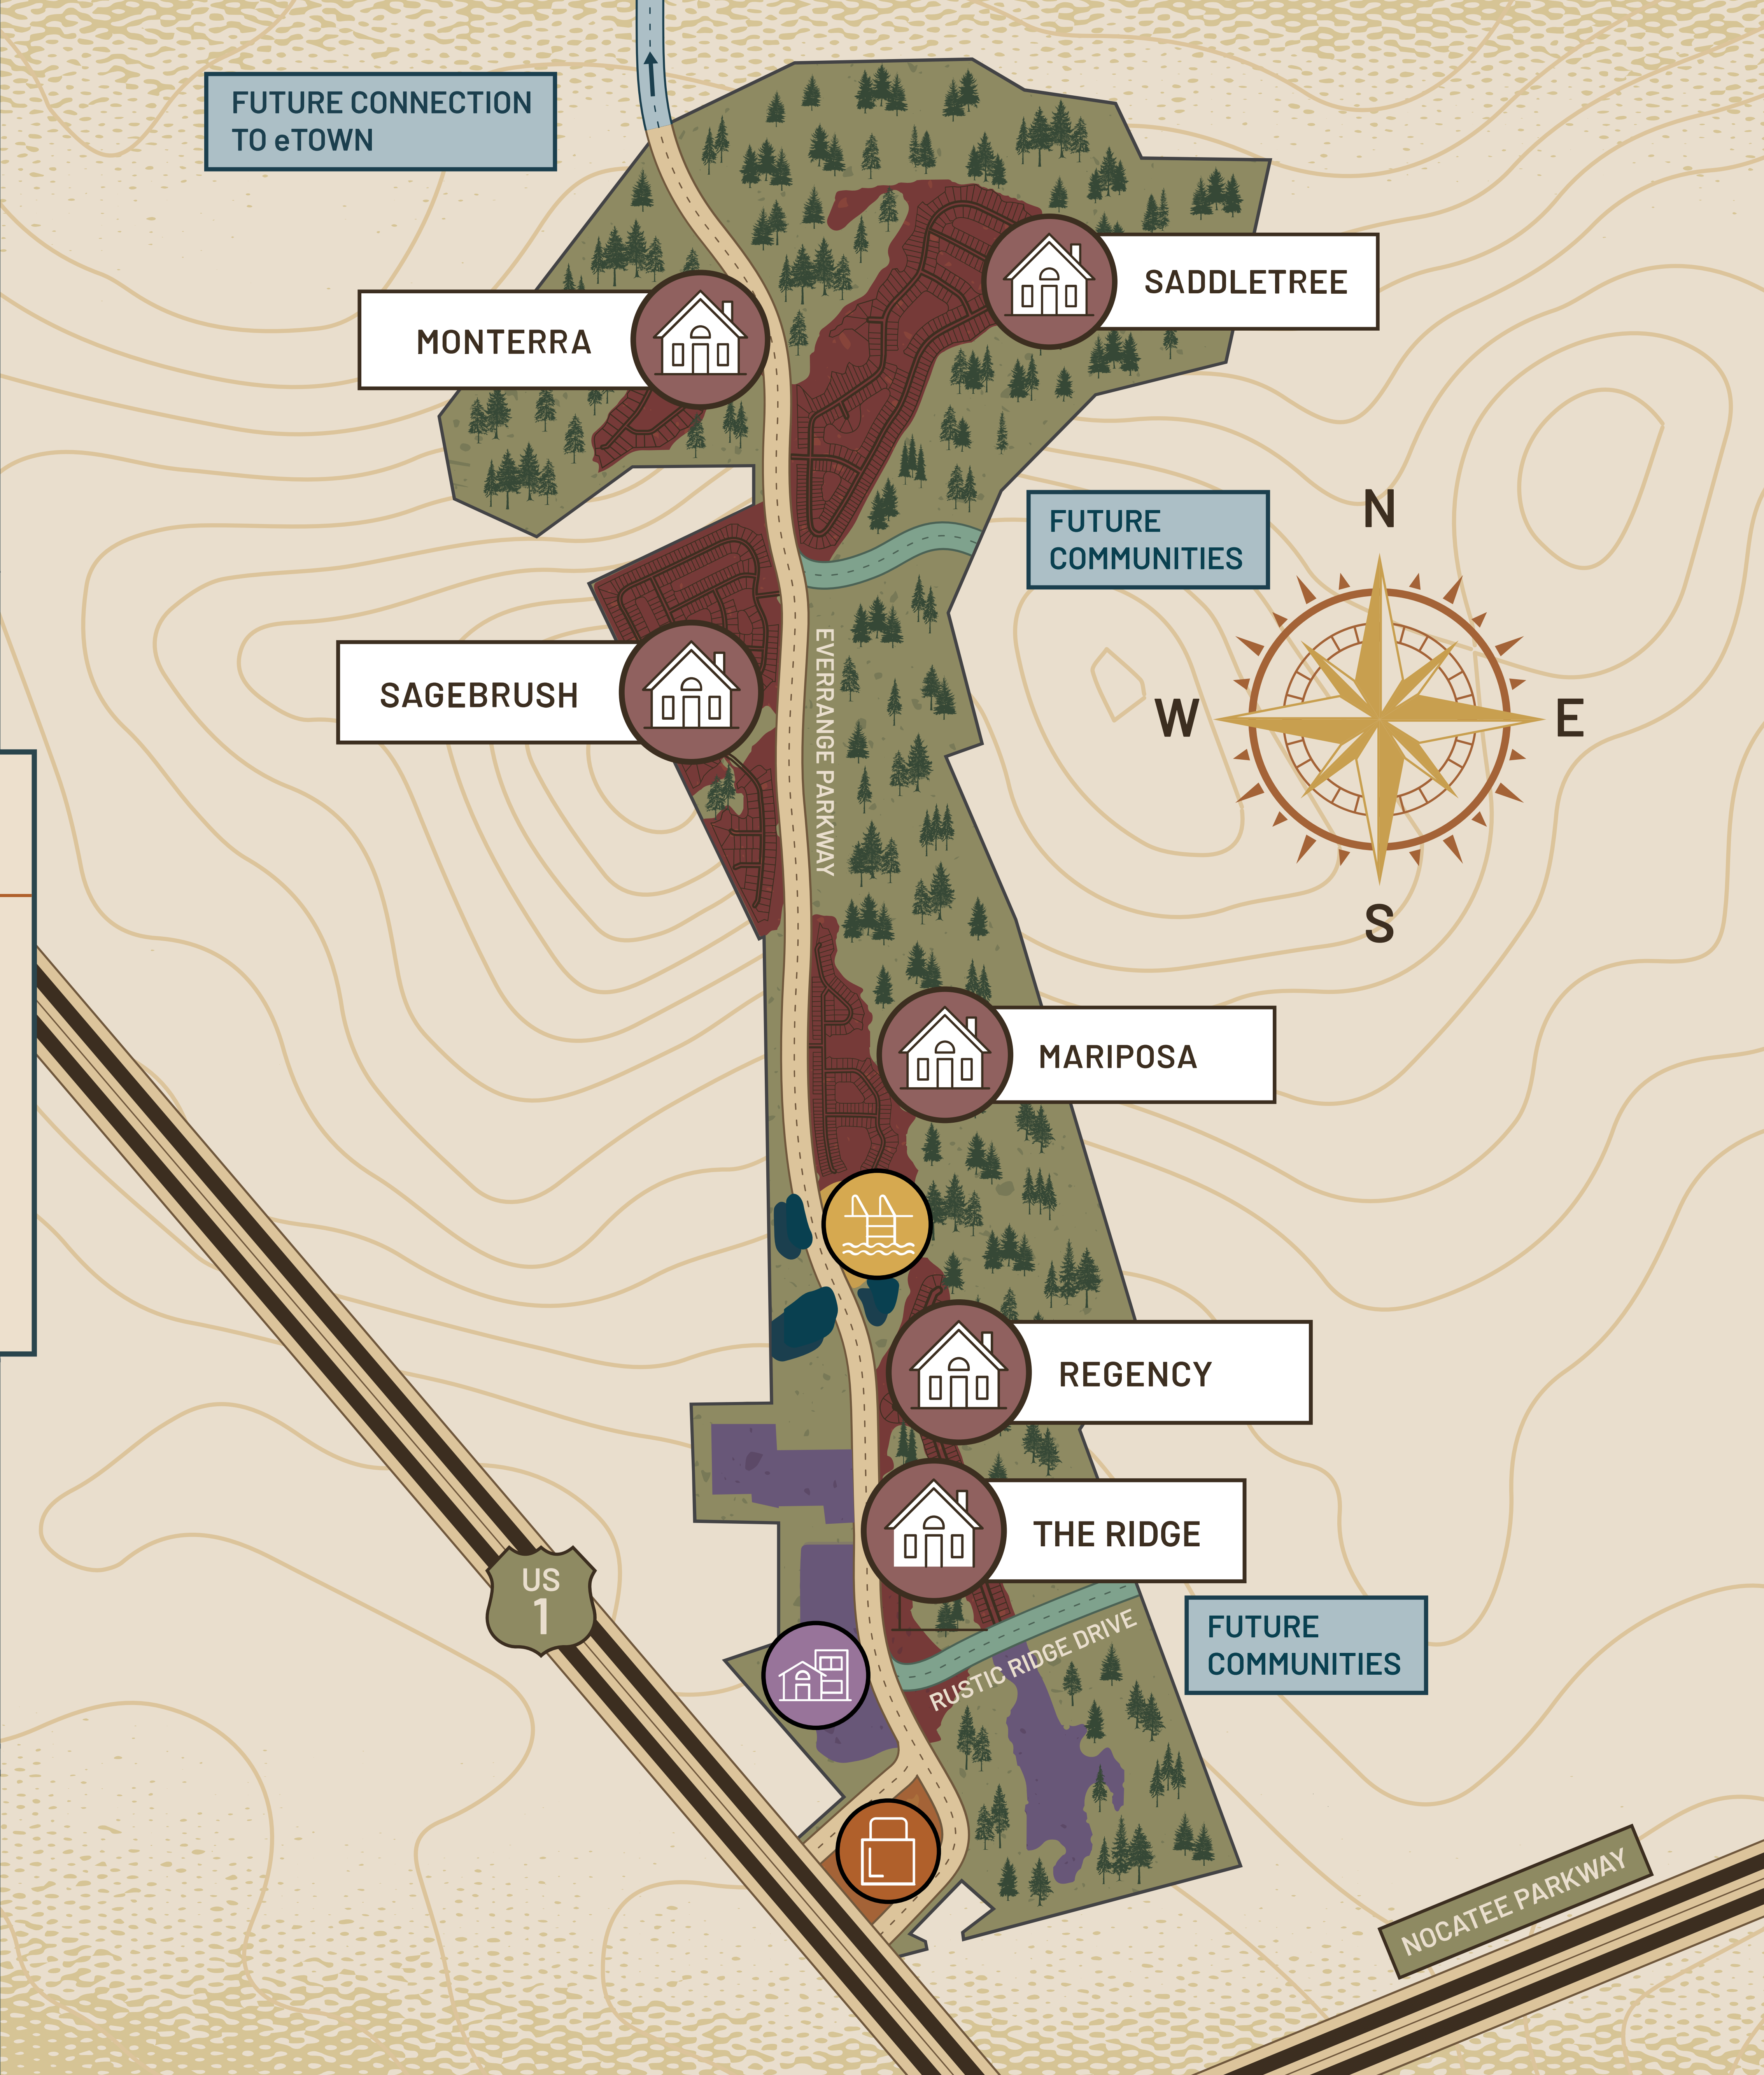 FUTURE CONNECTION
TO eTOWN
SADDLETREE
MONTERRA
FUTURE
COMMUNITIES
N
W
E
S
SAGEBRUSH
EVERRANGE PARKWAY
MARIPOSA
REGENCY
THE RIDGE
US
1
FUTURE
COMMUNITIES
RUSTIC RIDGE DRIVE
NOCATEE PARKWAY